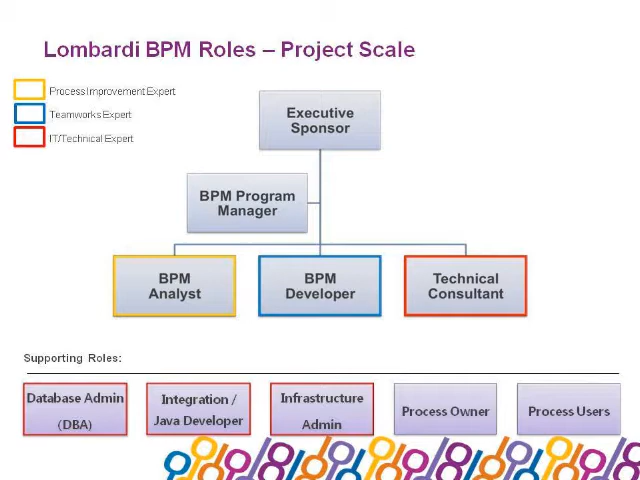 Lombardi BPM Roles – Project Scale
Process Improvement Expert
Teamworks Expert
IT/Technical Expert
Executive
Sponsor
BPM Program
Manager
BPM
Analyst
BPM
Developer
Technical
Consultant
Supporting Roles:
Database Admin
(DBA)
Integration /
Java Developer
Infrastructure
Admin
Process Owner
Process Users